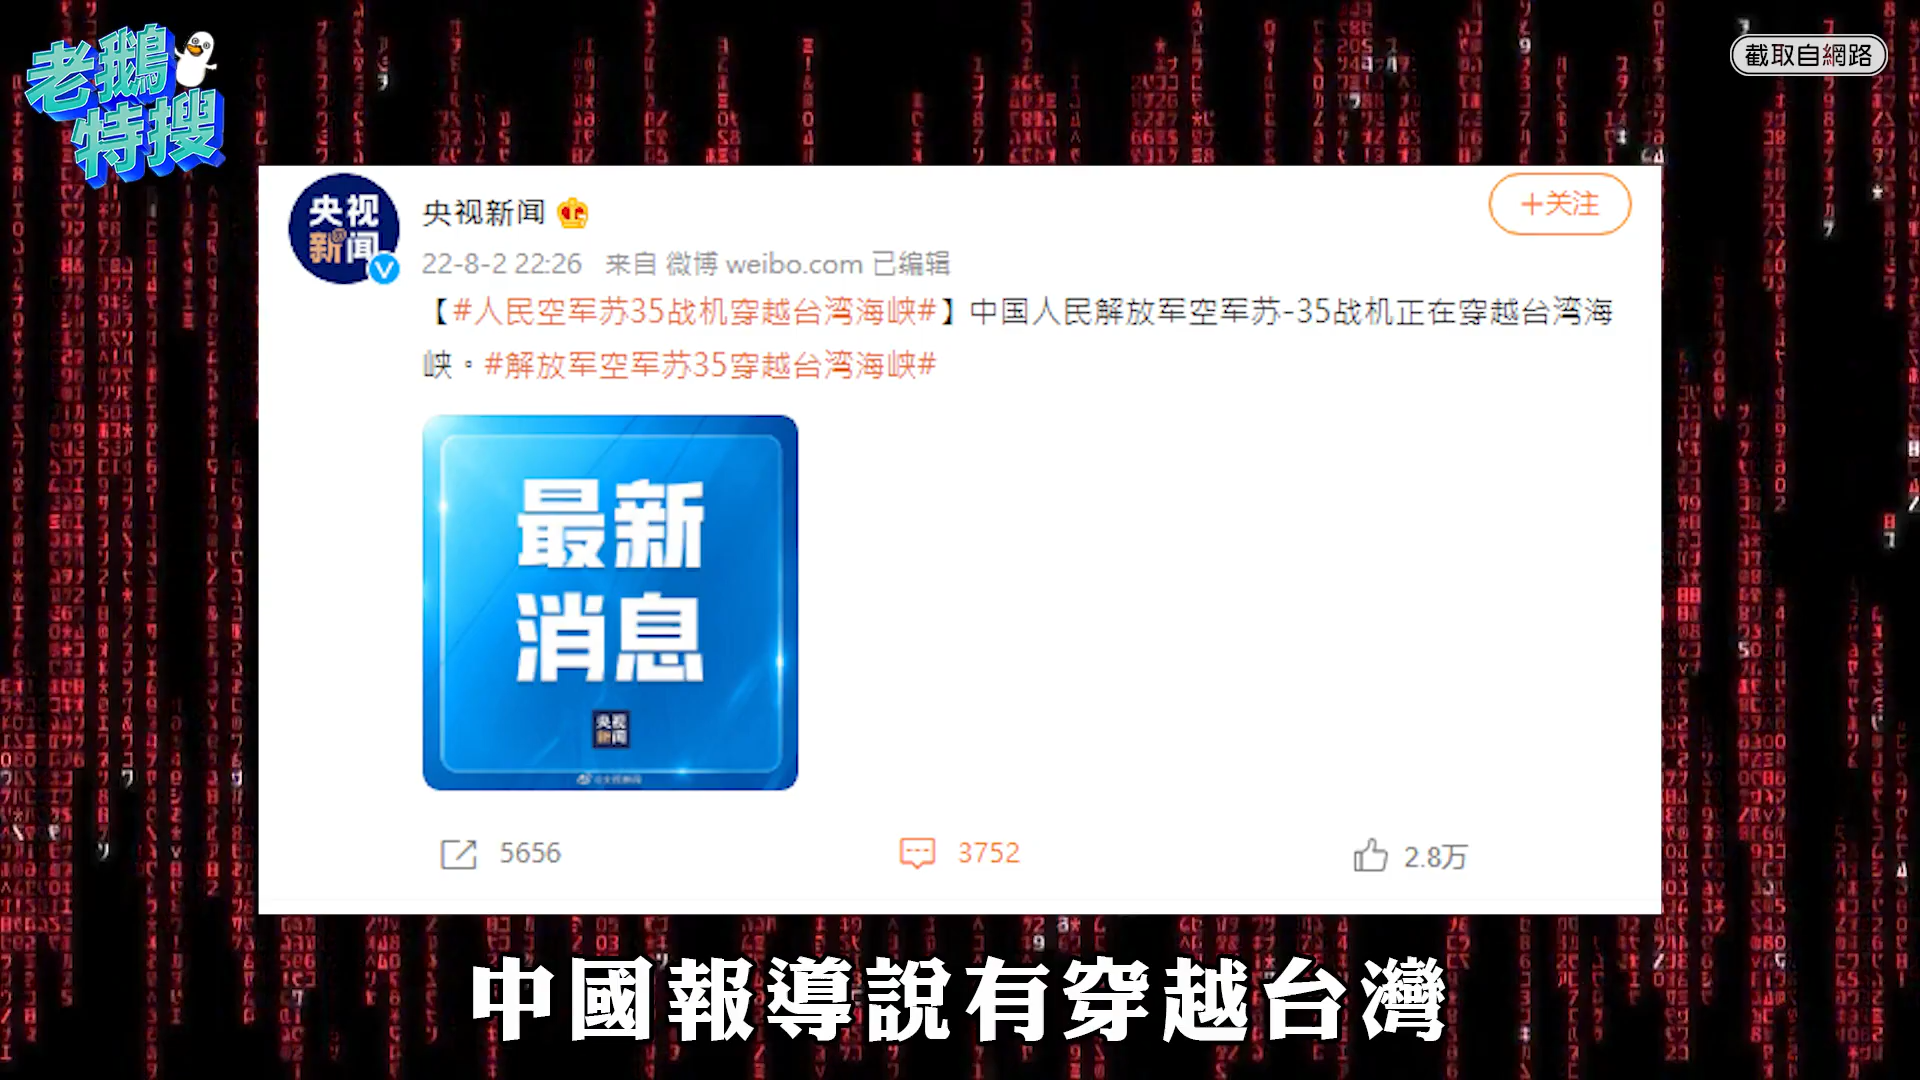 老鵝
特搜
截取自網路
央视
新闻
央视新闻
+关注
22-8-2 22:26 来自 微博 weibo.com 已编辑
【#人民空军苏35战机穿越台湾海峡#】中国人民解放军空军苏-35战机正在穿越台湾海
峡。#解放军空军苏35穿越台湾海峡#
最新
消息
央视
新闻
5656
3752
2.8万
中國報導說有穿越台灣